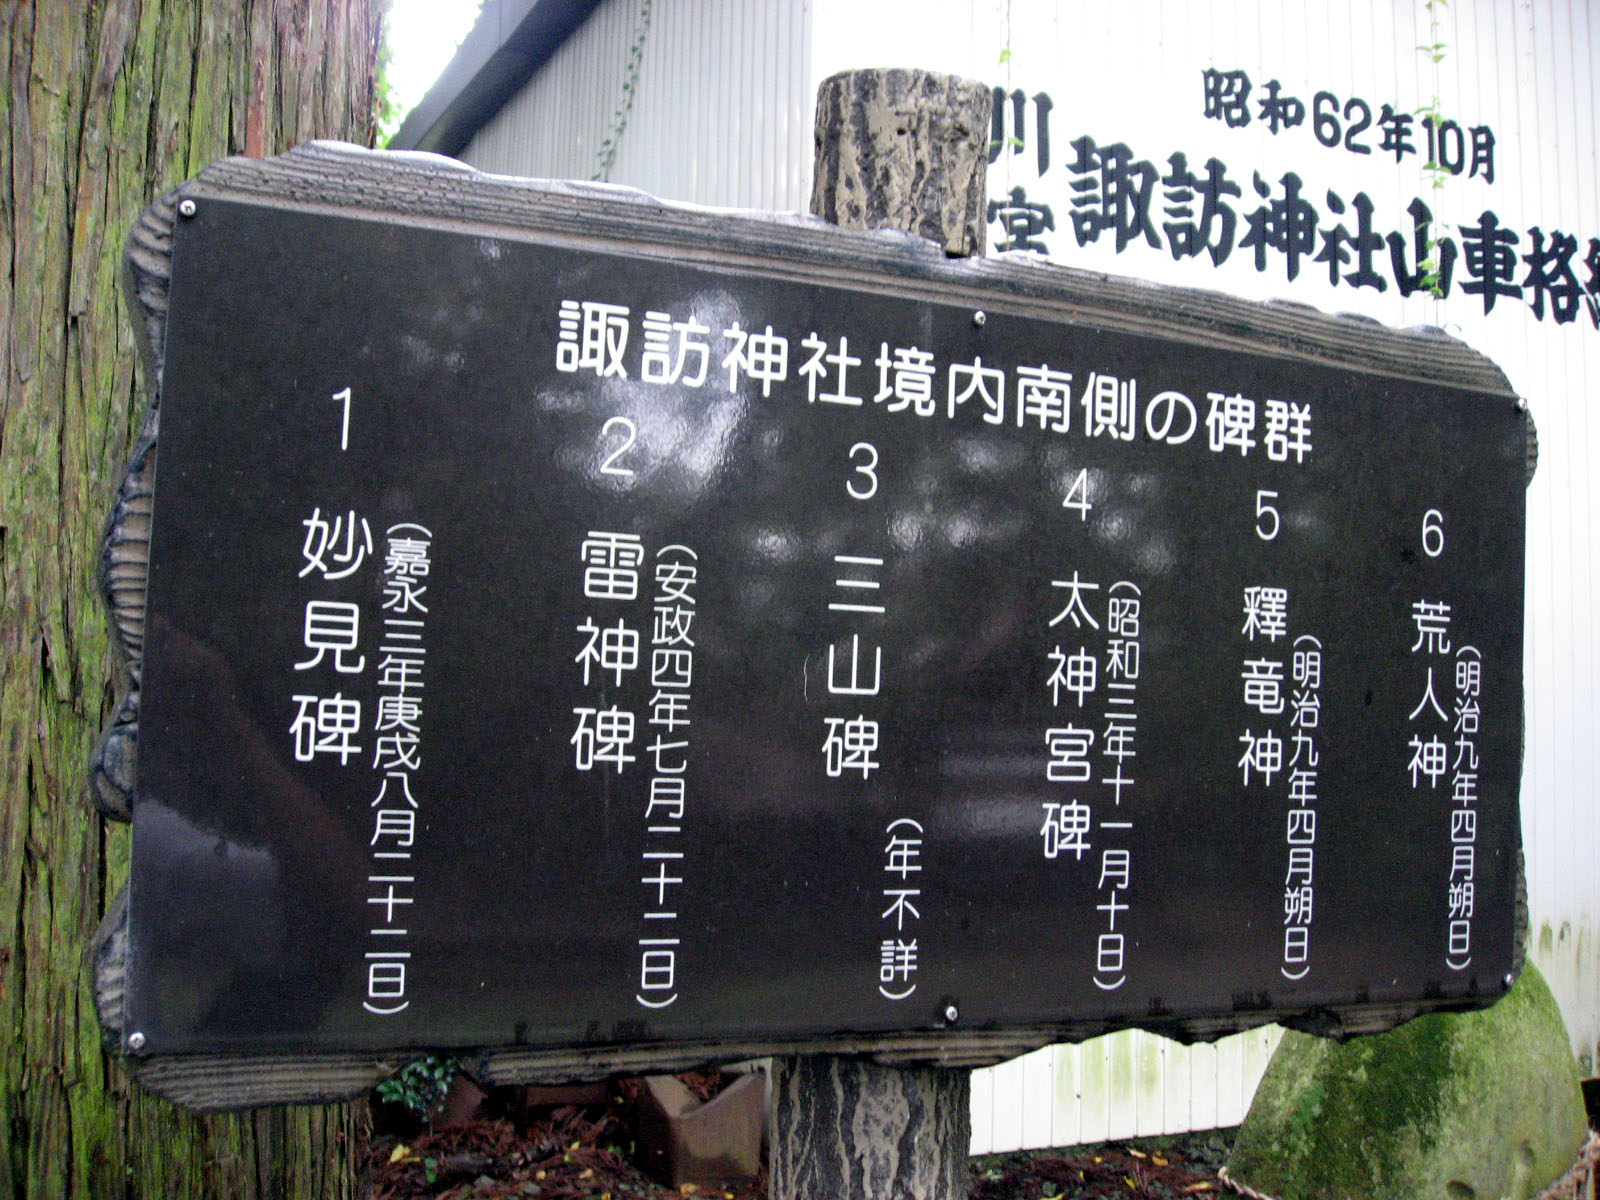 諏訪神社境内南側の碑群
1 妙見碑
(嘉永三年庚戌八月二十二日)
2 雷神碑
(安政四年七月二十二日)
3 三山碑
(年不詳)
4 太神宮碑
(昭和三年十一月十日)
5 釋竜神
(明治九年四月朔日)
6 荒人神
(明治九年四月朔日)
昭和62年10月
川
諏訪神社山車格